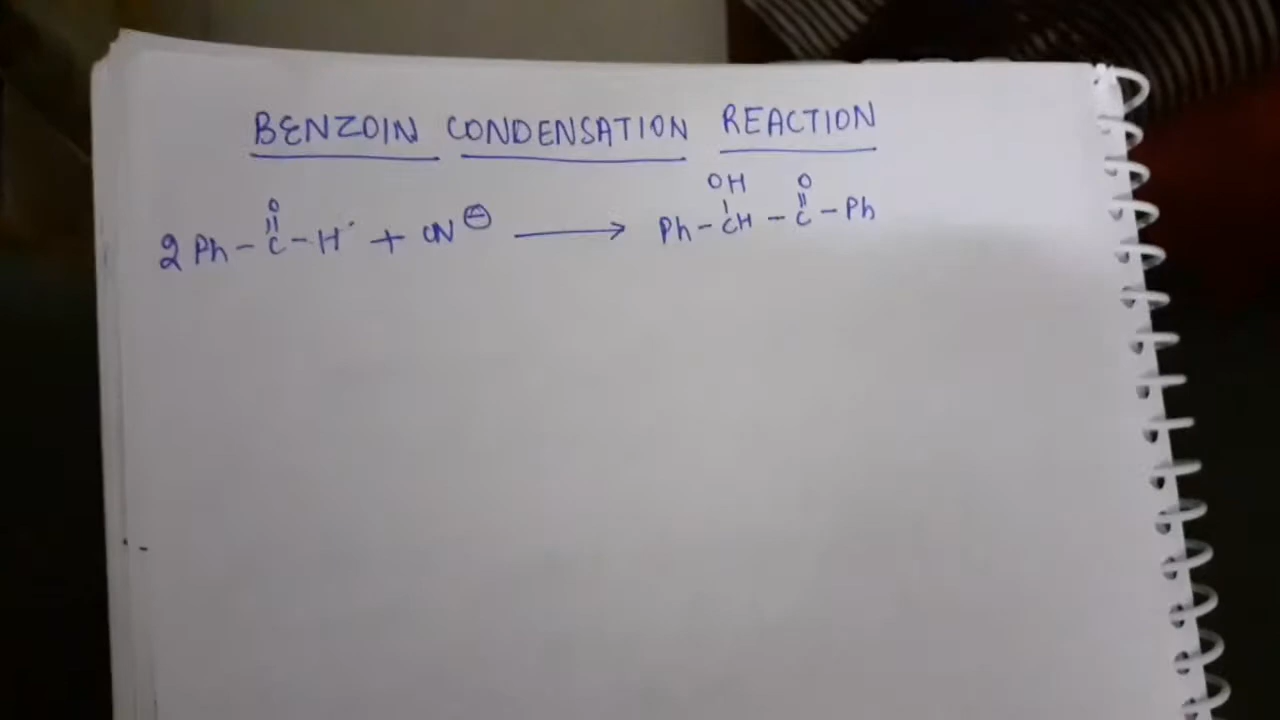 BENZOIN CONDENSATION REACTION
OH O
O || | ||
2 Ph - C - H + CN ⊖ ⟶ Ph - CH - C - Ph